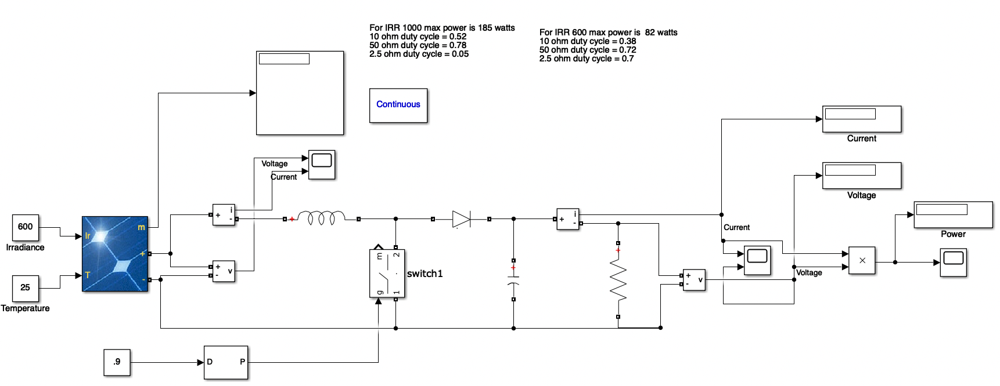 For IRR 1000 max power is 185 watts
10 ohm duty cycle = 0.52
50 ohm duty cycle = 0.78
2.5 ohm duty cycle = 0.05
For IRR 600 max power is  82 watts
10 ohm duty cycle = 0.38
50 ohm duty cycle = 0.72
2.5 ohm duty cycle = 0.7
Continuous
Current
Voltage
Power
Voltage
Current
600
Irradiance
25
Temperature
Ir
T
m
+
-
+
i
-
+
-
v
+
m
2
g
1
switch1
+
+
i
-
+
+
-
v
Current
Voltage
×
.9
D
P